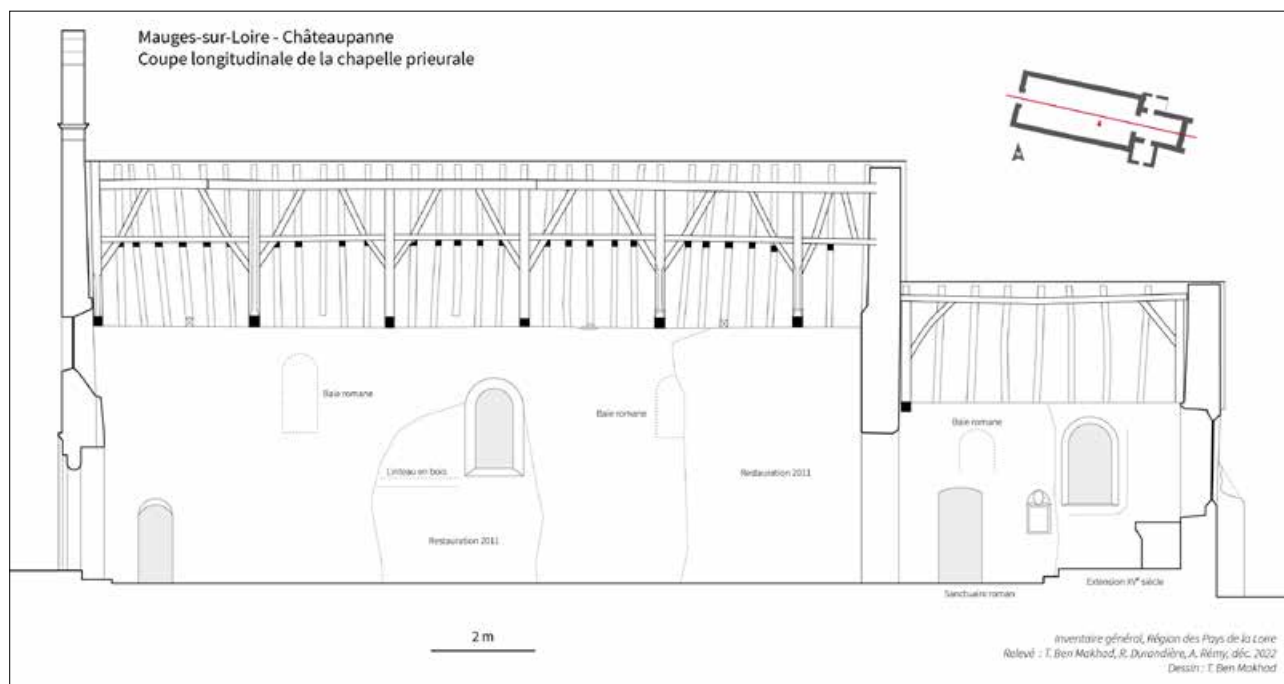 Mauges-sur-Loire - Châteaupanne
Coupe longitudinale de la chapelle prieurale
Baie romane
Baie romane
Baie romane
Linteau en bois
Restauration 2011
Restauration 2011
Extension XVe siècle
Sanctuaire roman
2 m
Inventaire général, Région des Pays de la Loire
Relevé : T. Ben Makhad, R. Durandière, A. Rémy, déc. 2022
Dessin : T. Ben Makhad